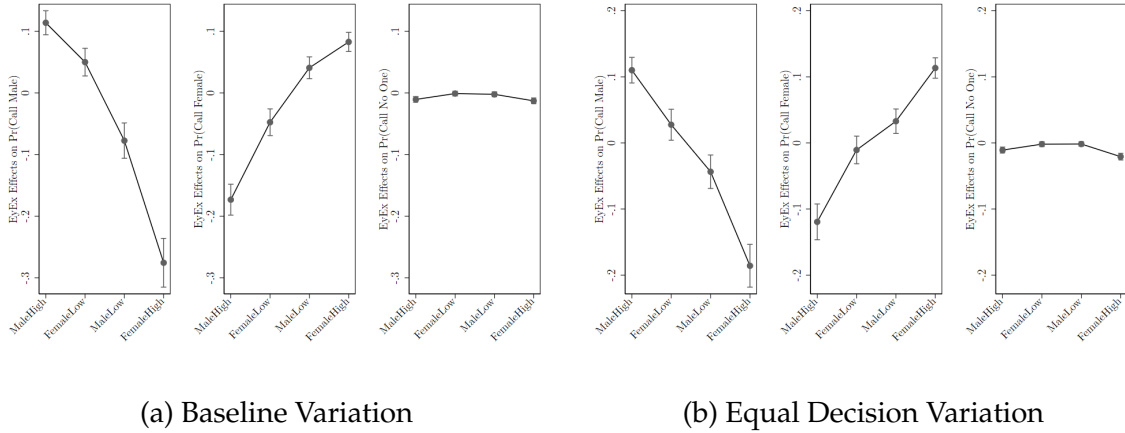 EyEx Effects on Pr(Call Male)
.1
0
-.1
-.2
-.3
MaleHigh
FemaleLow
MaleLow
FemaleHigh
EyEx Effects on Pr(Call Female)
.1
0
-.1
-.2
-.3
MaleHigh
FemaleLow
MaleLow
FemaleHigh
EyEx Effects on Pr(Call No One)
.1
0
-.1
-.2
-.3
MaleHigh
FemaleLow
MaleLow
FemaleHigh
(a) Baseline Variation
EyEx Effects on Pr(Call Male)
.2
.1
0
-.1
-.2
MaleHigh
FemaleLow
MaleLow
FemaleHigh
EyEx Effects on Pr(Call Female)
.2
.1
0
-.1
-.2
MaleHigh
FemaleLow
MaleLow
FemaleHigh
EyEx Effects on Pr(Call No One)
.2
.1
0
-.1
-.2
MaleHigh
FemaleLow
MaleLow
FemaleHigh
(b) Equal Decision Variation